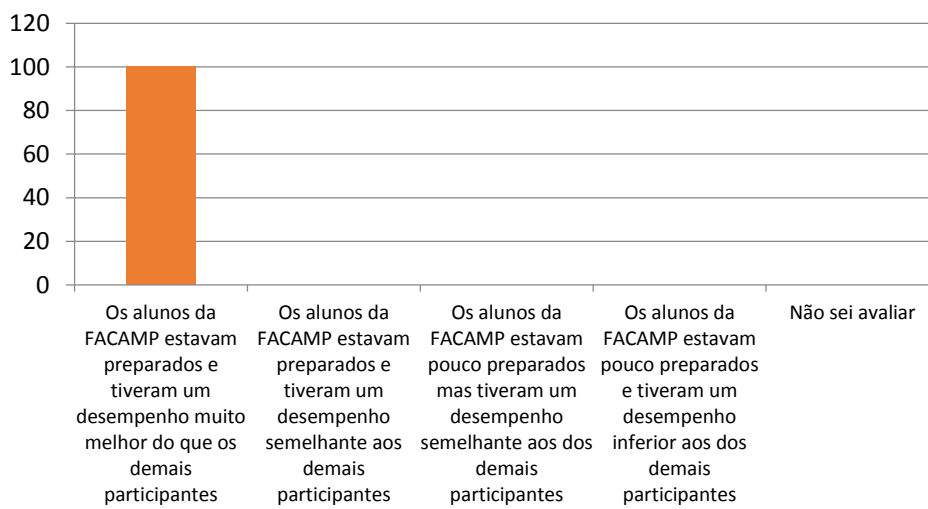 120
100
80
60
40
20
0
Os alunos da
FACAMP estavam
preparados e
tiveram um
desempenho muito
melhor do que os
demais
participantes
Os alunos da
FACAMP estavam
preparados e
tiveram um
desempenho
semelhante aos
demais
participantes
Os alunos da
FACAMP estavam
pouco preparados
mas tiveram um
desempenho
semelhante aos dos
demais
participantes
Os alunos da
FACAMP estavam
pouco preparados
e tiveram um
desempenho
inferior aos dos
demais
participantes
Não sei avaliar